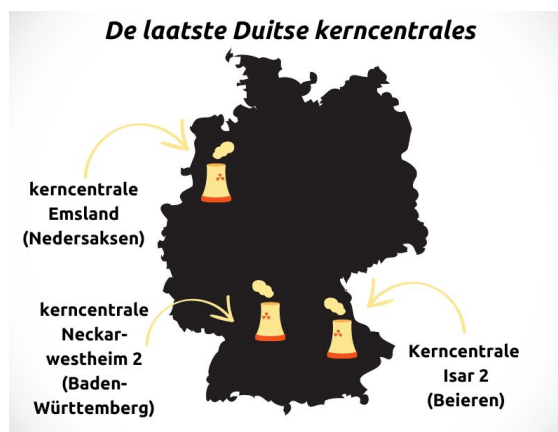 De laatste Duitse kerncentrales
kerncentrale
Emsland
(Nedersaksen)
kerncentrale
Neckar-
westheim 2
(Baden-
Württemberg)
Kerncentrale
Isar 2
(Beieren)